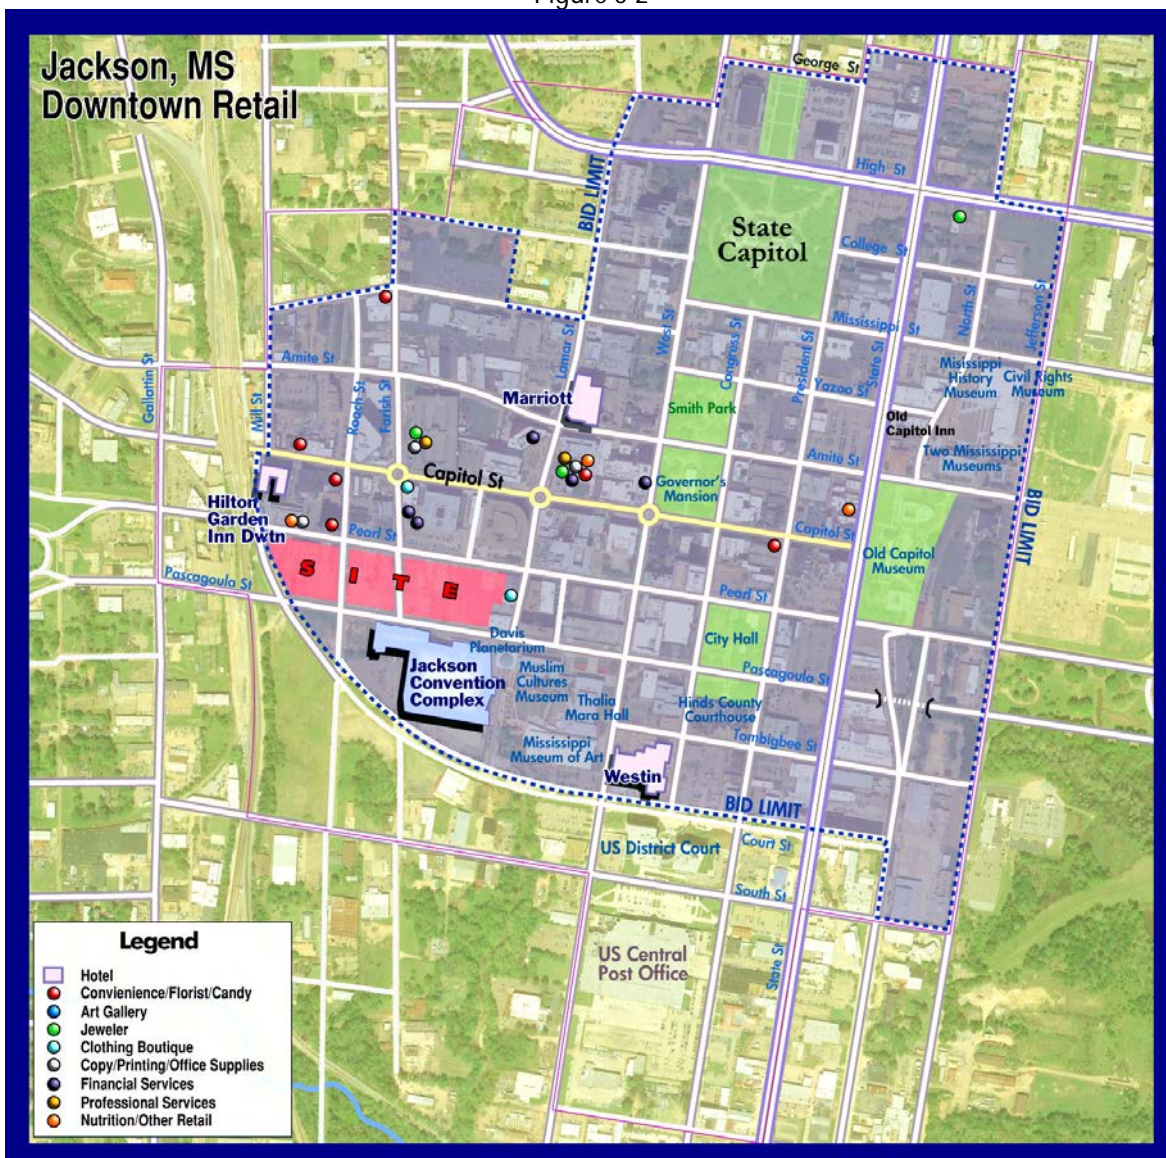 Figure
Jackson, MS
Downtown Retail
George St
High St
BID LIMIT
State
Capitol
College St
Mississippi St
North St
Jefferson St
West St
Congress St
President St
State St
Lamar St
Amite St
Gallattin St
Mill St
Roach St
Farish St
Yazoo St
Misissippi
History
Museum
Civil Rights
Museum
Marriott
Smith Park
Old
Capitol Inn
Amite St
Two Mississippi
Museums
Capitol St
Governor's
Mansion
BID LIMIT
Hilton
Garden
Inn Dwtn
Pearl St
Capitol St
Old Capitol
Museum
SITE
Pascagoula St
Pearl St
Davis
Planetarium
City Hall
Jackson
Convention
Complex
Muslim
Cultures
Museum
Thalia
Mara Hall
Pascagoula St
Hinds County
Courthouse
Tombigbee St
Mississippi
Museum of Art
Westin
BID LIMIT
US District Court
Court St
South St
US Central
Post Office
State St
Legend
Hotel
Convienience/Florist/Candy
Art Gallery
Jeweler
Clothing Boutique
Copy/Printing/Office Supplies
Financial Services
Professional Services
Nutrition/Other Retail